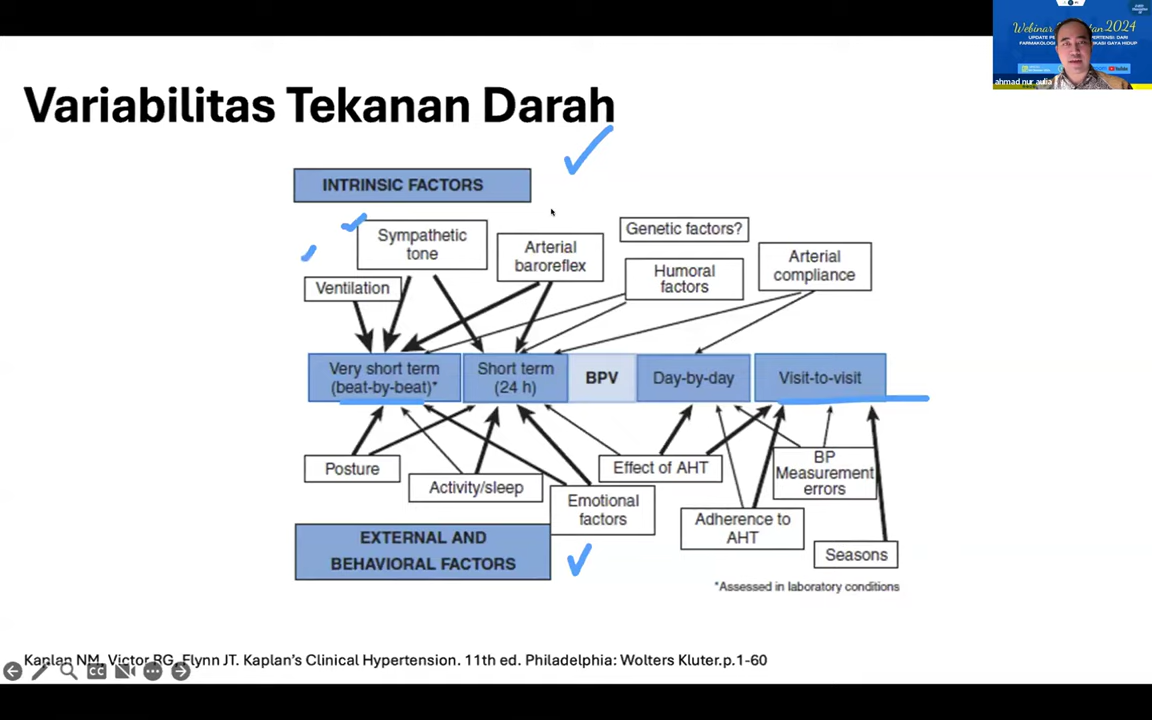 Webinar
2024
ahmad nur aulia
Variabilitas Tekanan Darah
INTRINSIC FACTORS
Sympathetic
tone
Arterial
baroreflex
Genetic factors?
Humoral
factors
Arterial
compliance
Ventilation
Very short term
(beat-by-beat)*
Short term
(24 h)
BPV
Day-by-day
Visit-to-visit
Posture
Activity/sleep
Emotional
factors
Effect of AHT
BP
Measurement
errors
Adherence to
AHT
Seasons
EXTERNAL AND
BEHAVIORAL FACTORS
*Assessed in laboratory conditions
Kaplan NM, Victor RG, Flynn JT. Kaplan's Clinical Hypertension. 11th ed. Philadelphia: Wolters Kluter.p.1-60
CC